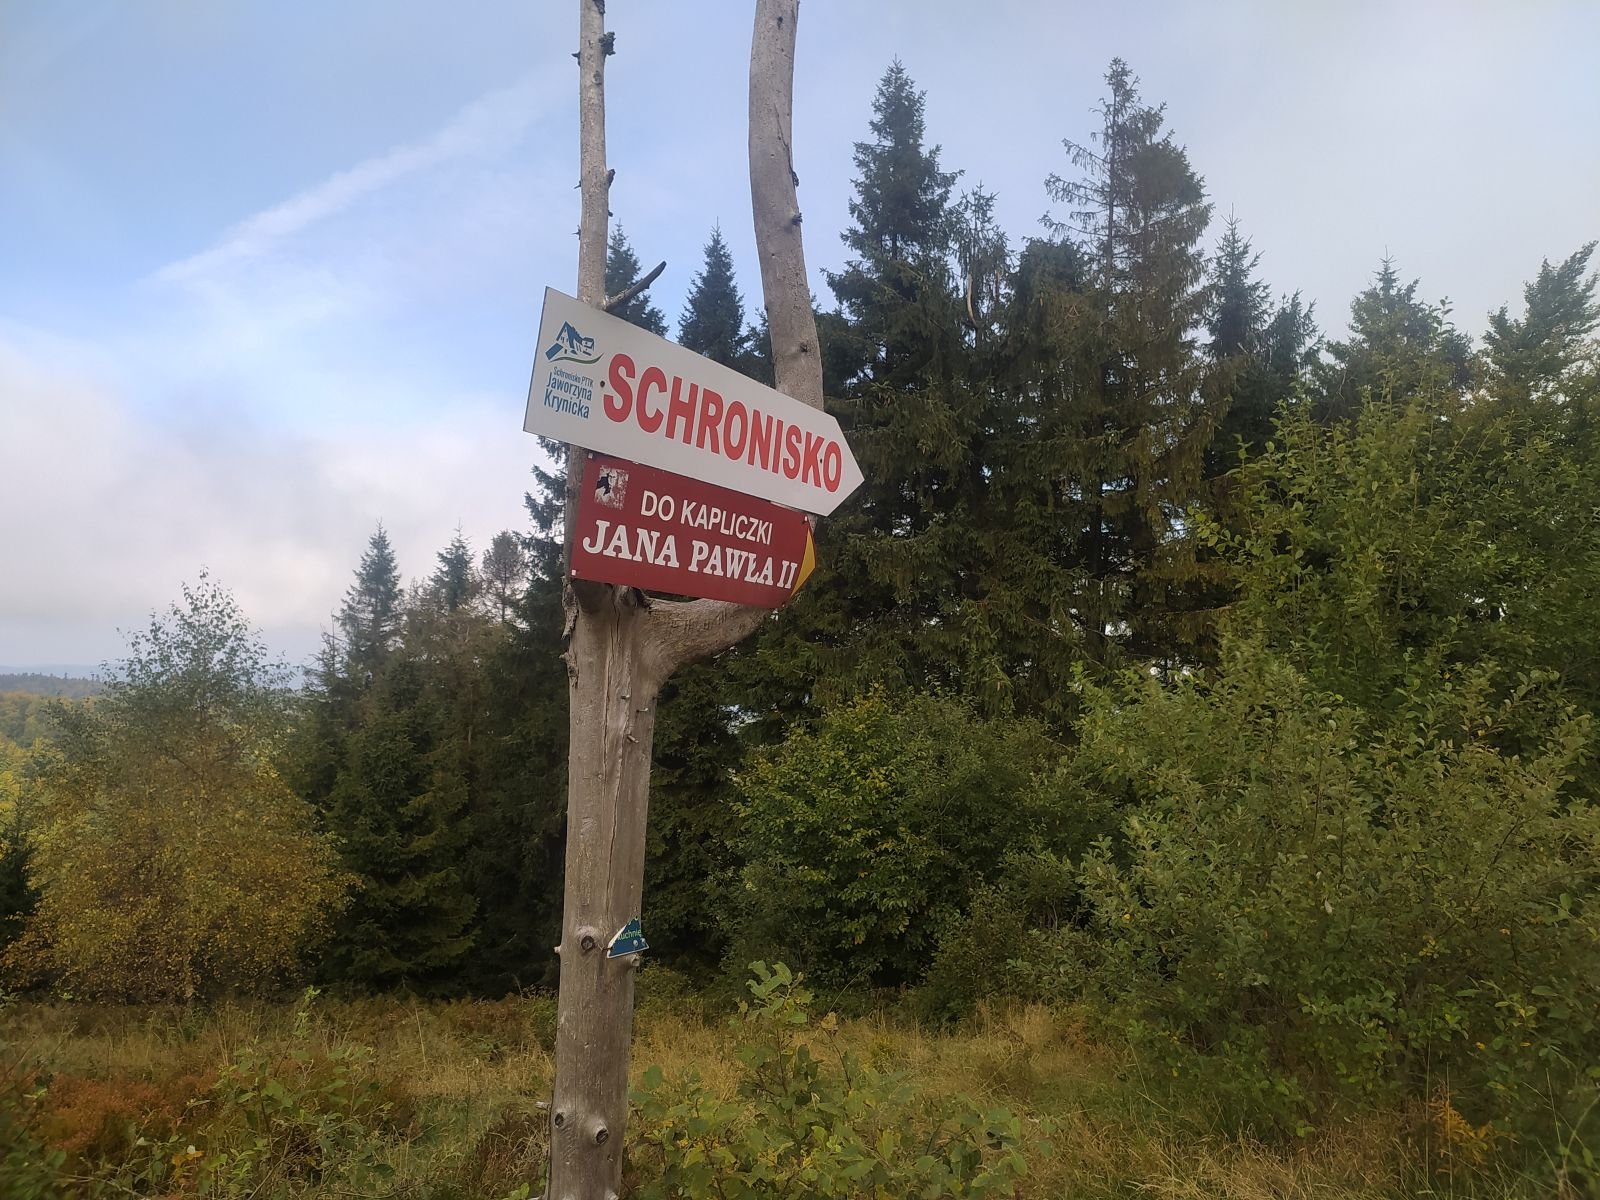 Schronisko PTTK
Jaworzyna
Krynicka
SCHRONISKO
DO KAPLICZKI
JANA PAWŁA II